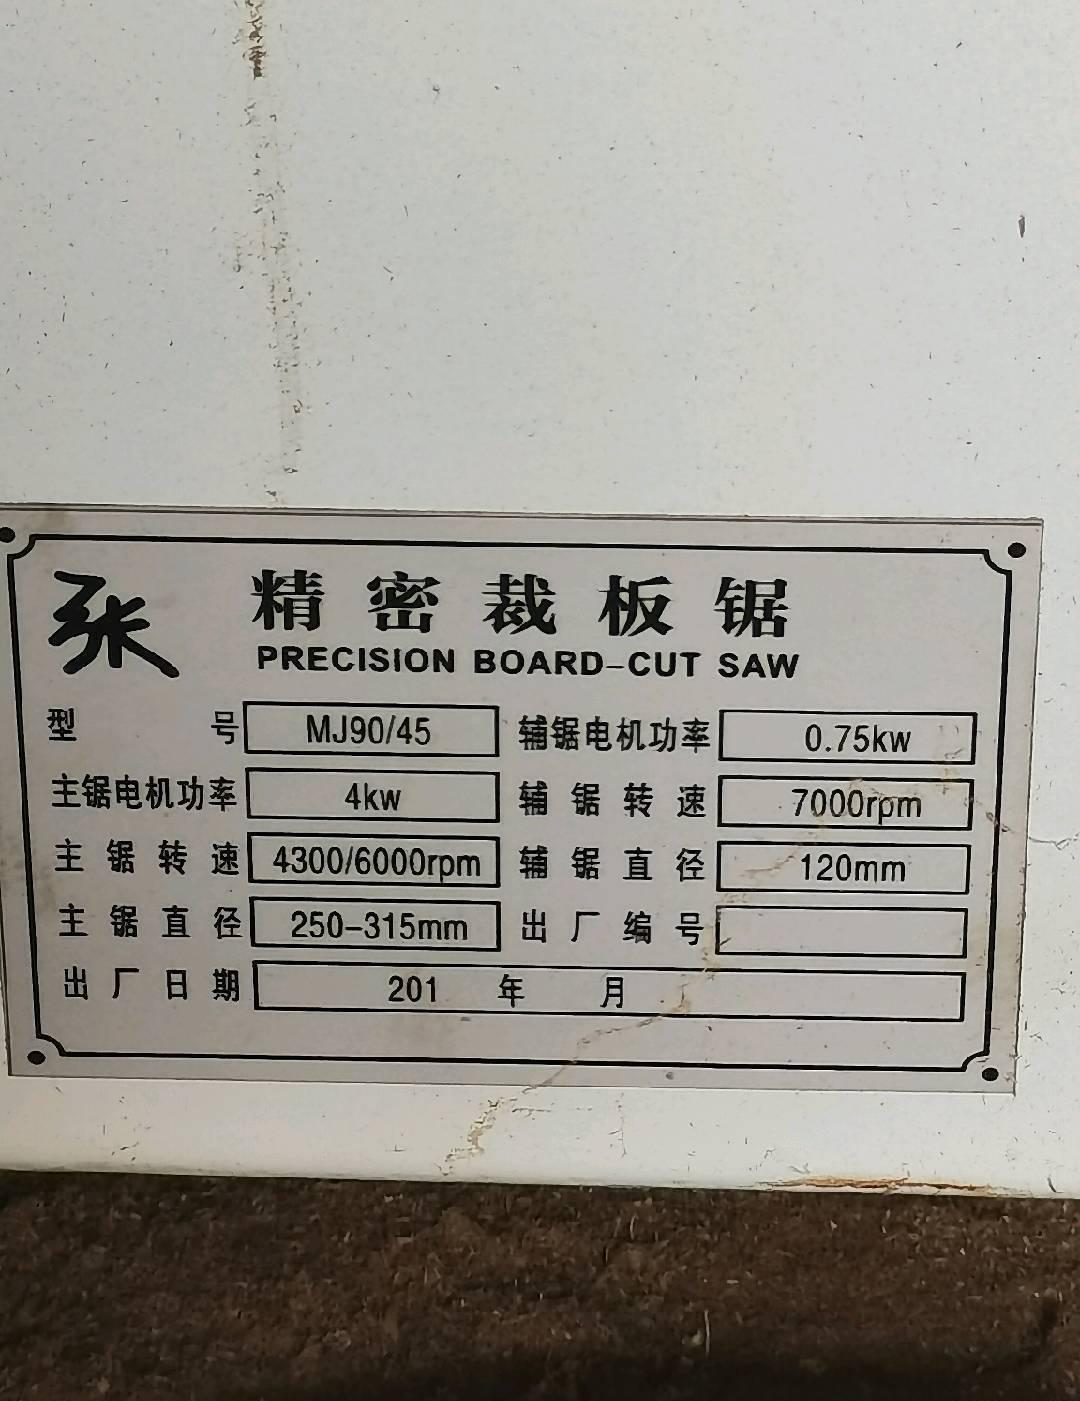 张 精密裁板锯
PRECISION BOARD-CUT SAW
型号 MJ90/45 辅锯电机功率 0.75kw
主锯电机功率 4kw 辅锯转速 7000rpm
主锯转速 4300/6000rpm 辅锯直径 120mm
主锯直径 250-315mm 出厂编号
出厂日期 201 年 月